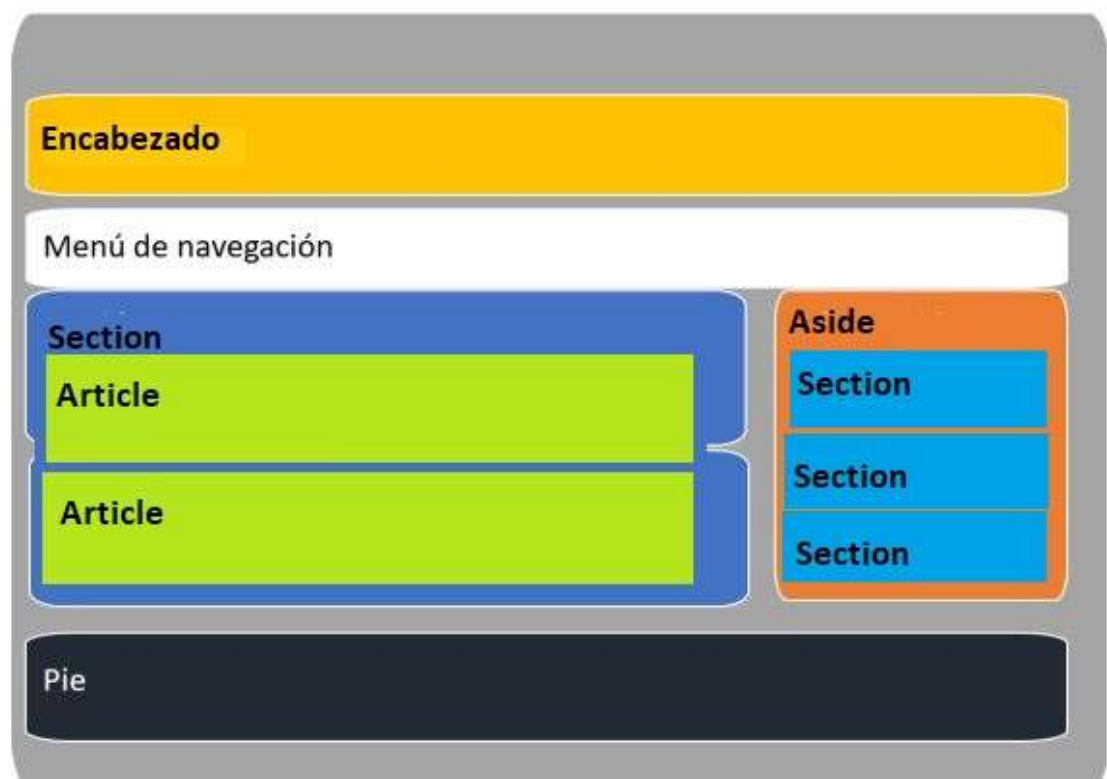 Encabezado
Menú de navegación
Section
Article
Article
Aside
Section
Section
Section
Pie